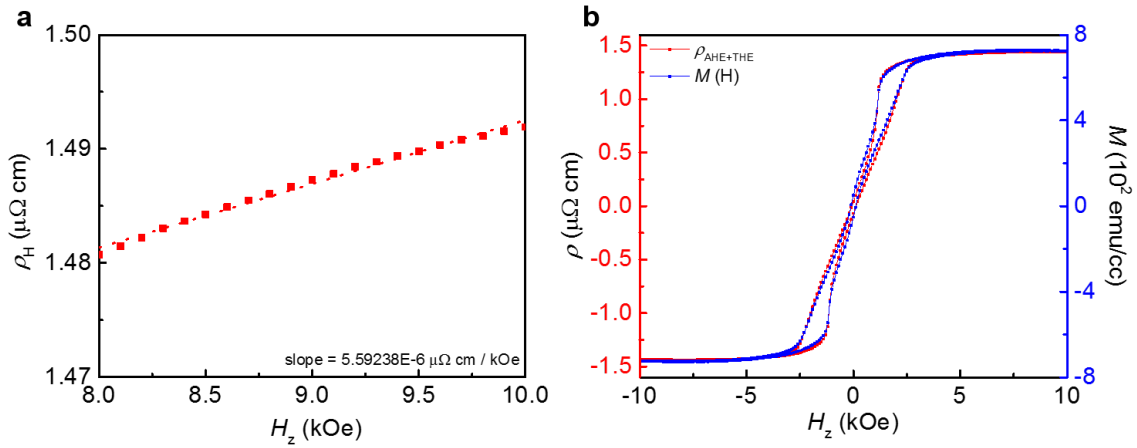 a
1.50
1.49
1.48
1.47
ρH (μΩ cm)
slope = 5.59238E-6 μΩ cm / kOe
8.0 8.5 9.0 9.5 10.0
Hz (kOe)
b
1.5
1.0
0.5
0.0
-0.5
-1.0
-1.5
ρ (μΩ cm)
ρAHE+THE
M (H)
8
4
0
-4
-8
M (10² emu/cc)
-10 -5 0 5 10
Hz (kOe)